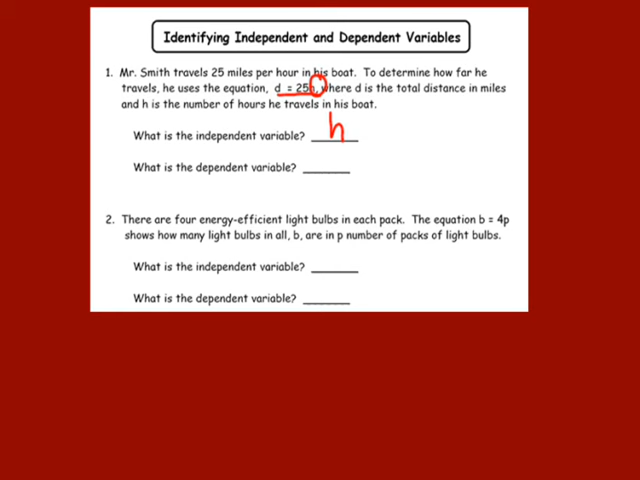 Identifying Independent and Dependent Variables
1. Mr. Smith travels 25 miles per hour in his boat. To determine how far he
travels, he uses the equation, d = 25h, where d is the total distance in miles
and h is the number of hours he travels in his boat.
What is the independent variable? h
What is the dependent variable? ______
2. There are four energy-efficient light bulbs in each pack. The equation b = 4p
shows how many light bulbs in all, b, are in p number of packs of light bulbs.
What is the independent variable? ______
What is the dependent variable? ______